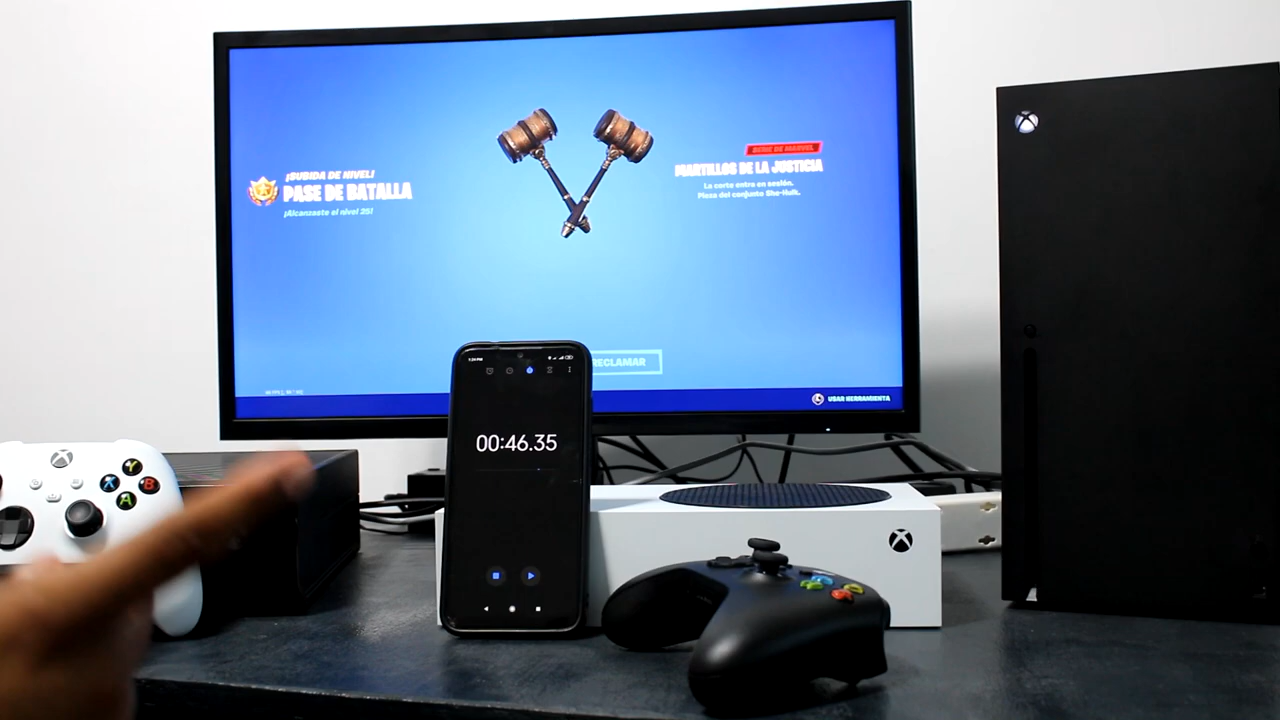 ¡SUBIDA DE NIVEL!
PASE DE BATALLA
¡Alcanzaste el nivel 25!
SERIE DE MARVEL
MARTILLOS DE LA JUSTICIA
La corte entra en sesión.
Pieza del conjunto She-Hulk.
RECLAMAR
USAR HERRAMIENTA
00:46.35
Y
X
B
A